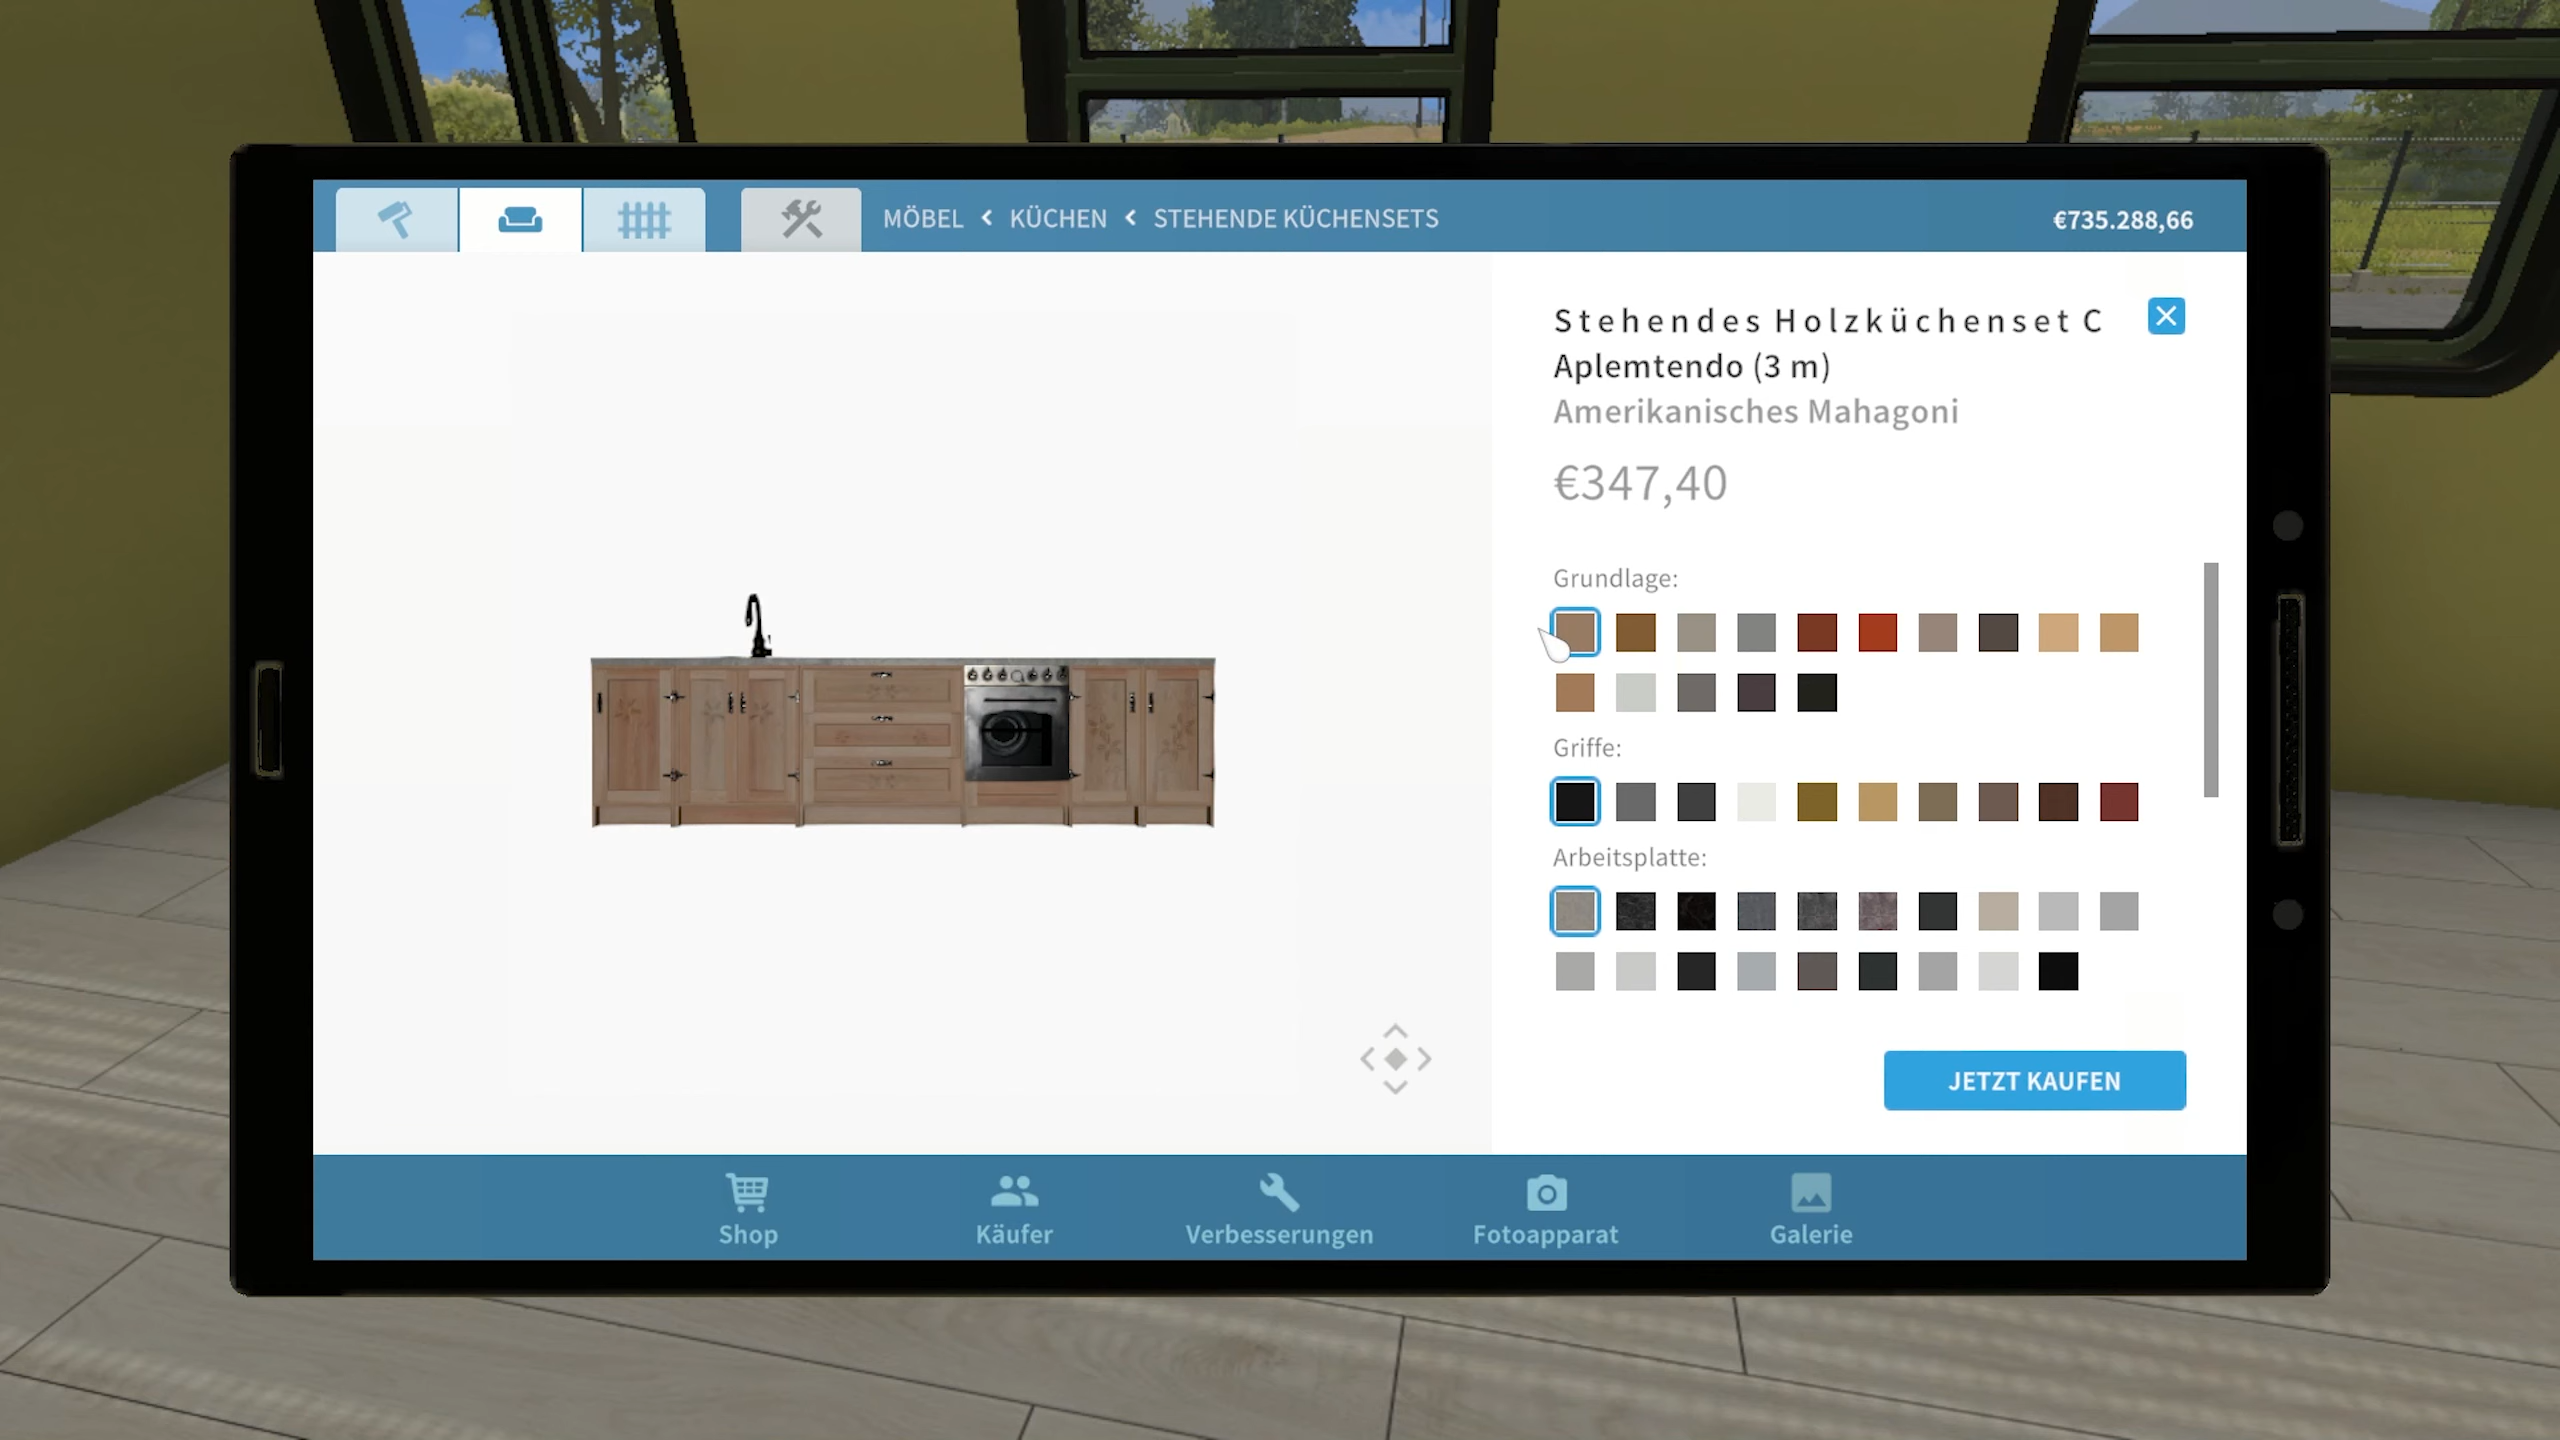 MÖBEL < KÜCHEN < STEHENDE KÜCHENSETS
€735.288,66
Stehendes Holzküchenset C
Aplemtendo (3 m)
Amerikanisches Mahagoni
€347,40
Grundlage:
Griffe:
Arbeitsplatte:
JETZT KAUFEN
Shop
Käufer
Verbesserungen
Fotoapparat
Galerie